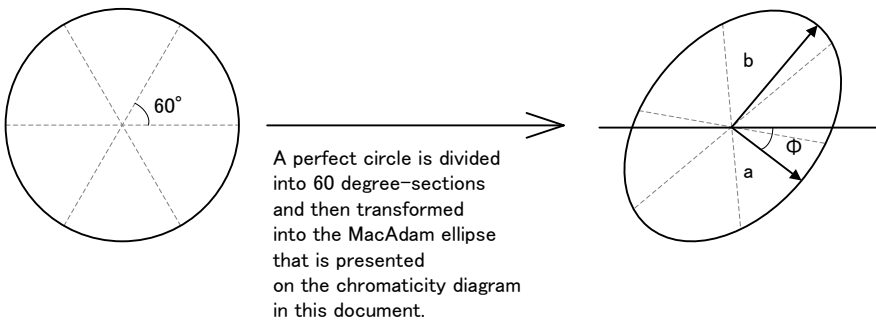 60°
b
Φ
a
A perfect circle is divided
into 60 degree-sections
and then transformed
into the MacAdam ellipse
that is presented
on the chromaticity diagram
in this document.